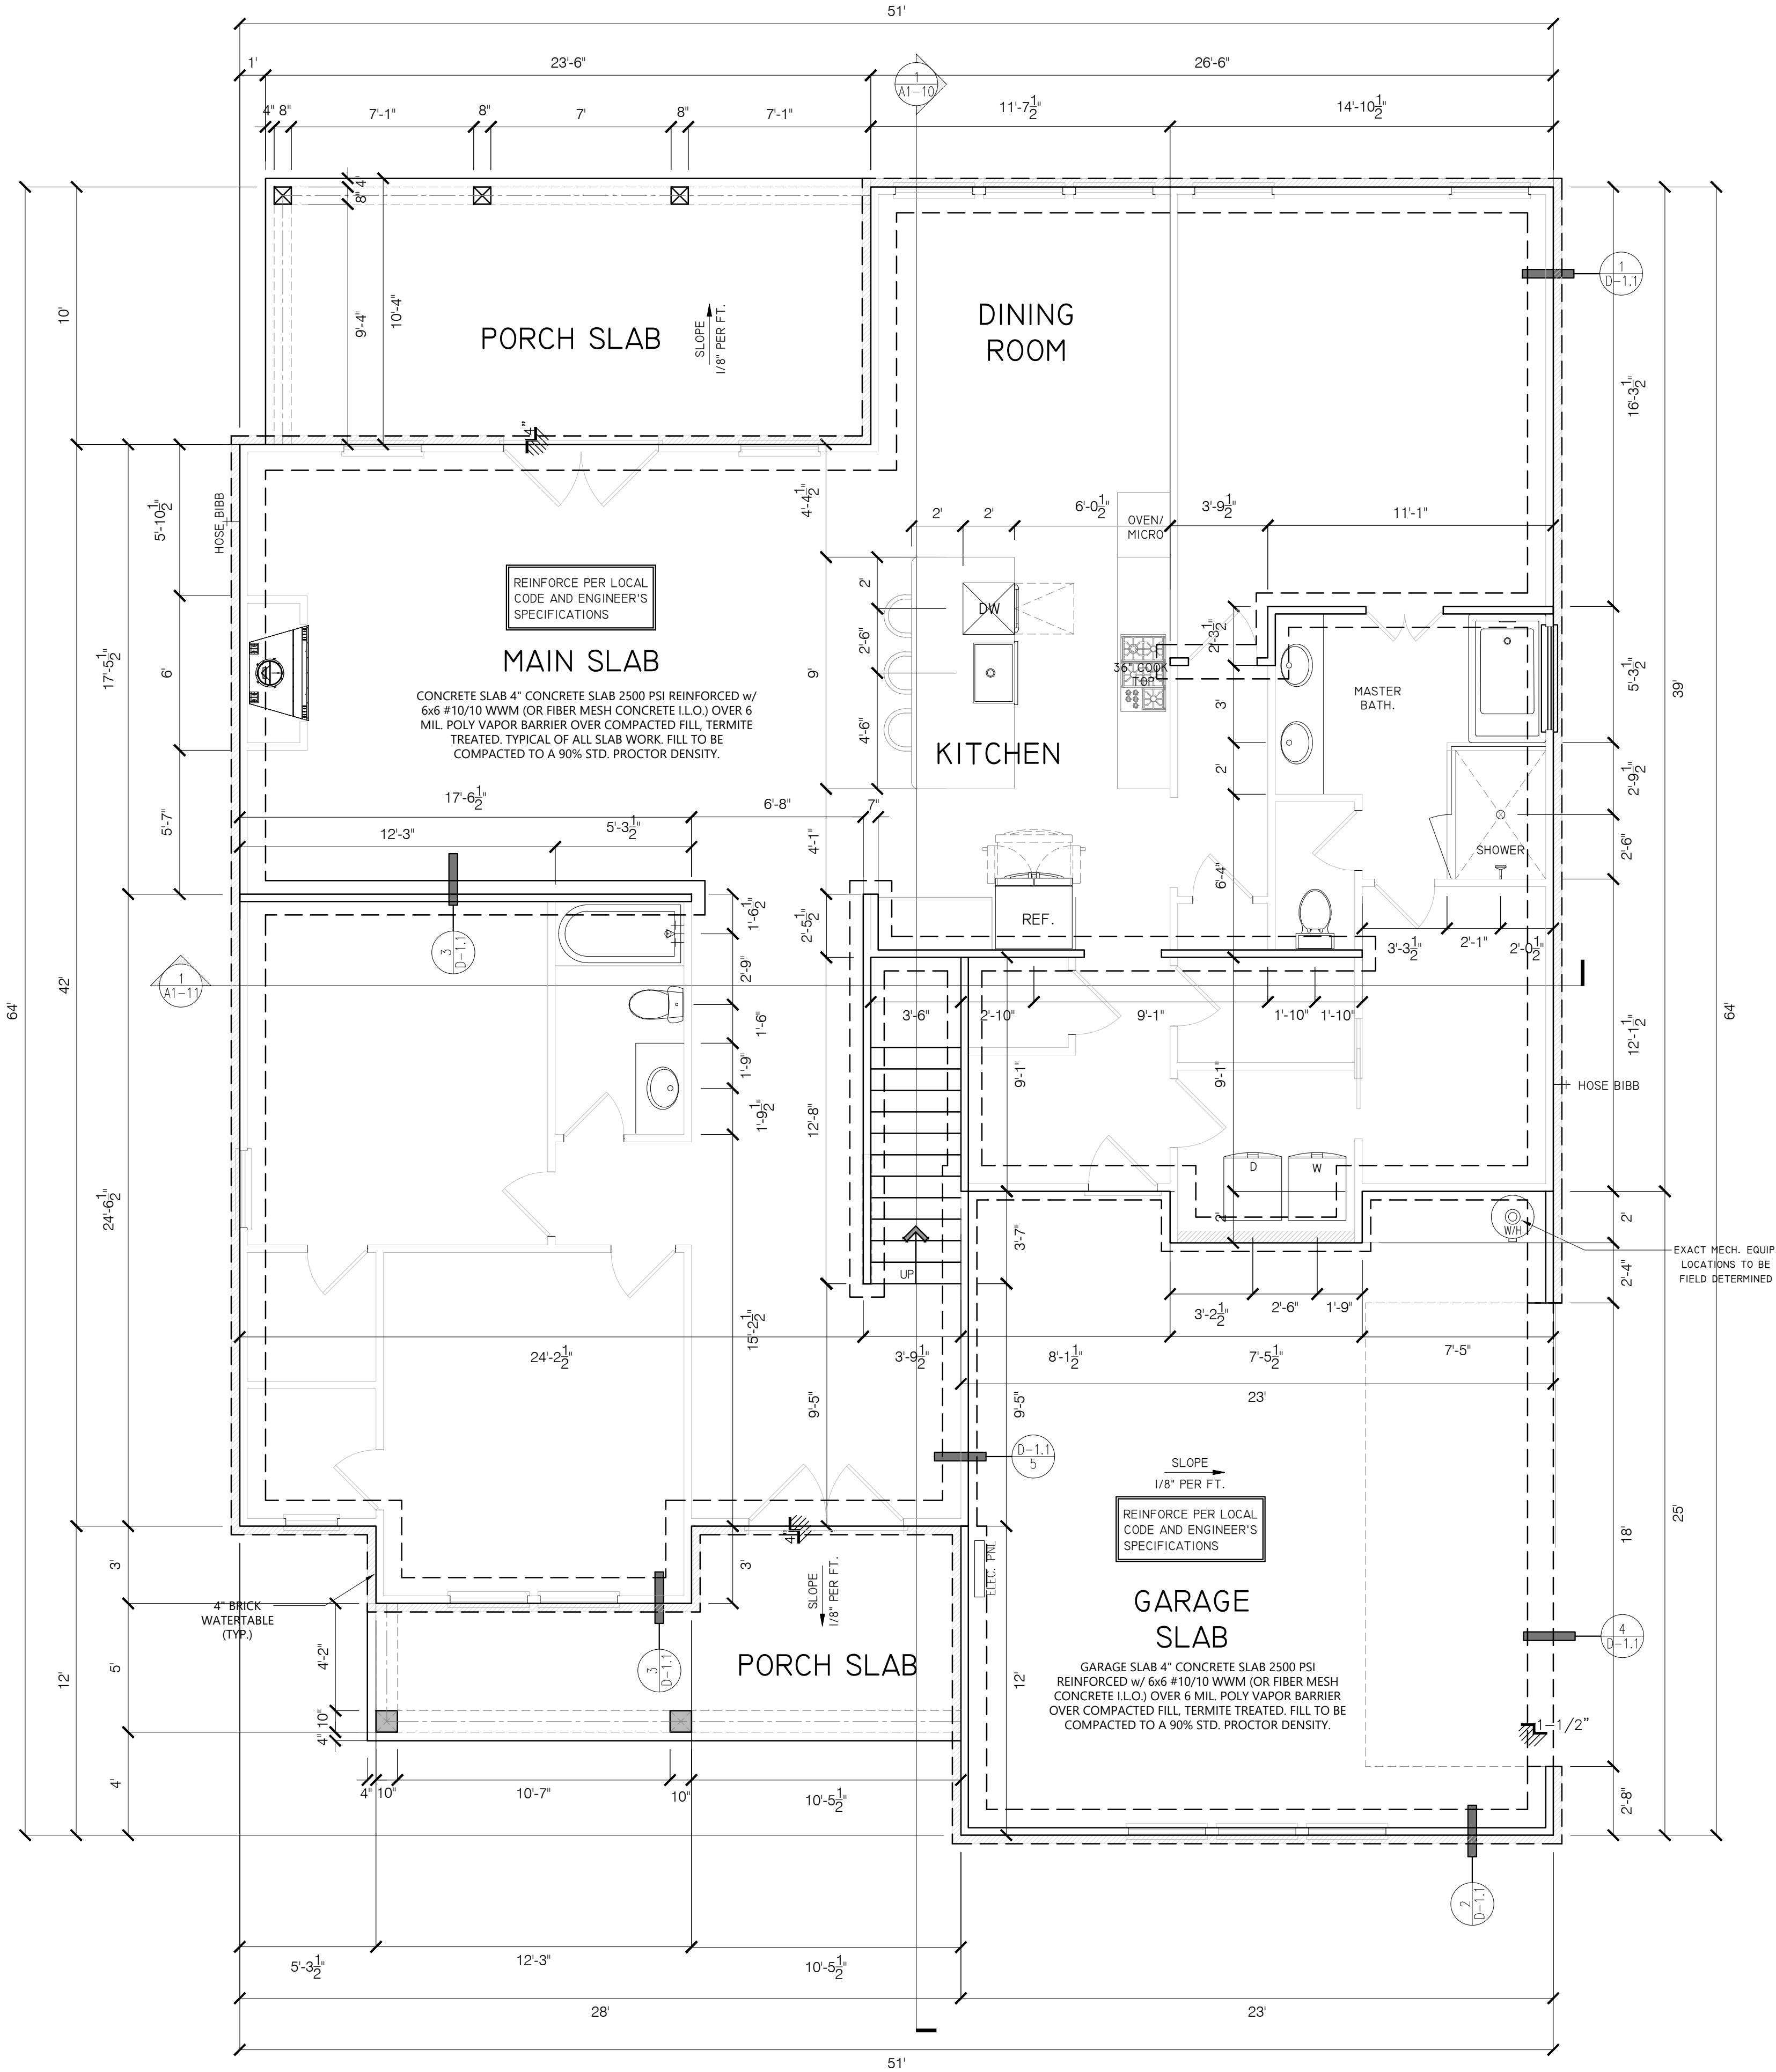 51'
1'
23'-6"
26'-6"
1
A1-10
4"
8"
7'-1"
8"
7'
8"
7'-1"
11'-7 1/2"
14'-10 1/2"
8"
4"
10'
9'-4"
10'-4"
PORCH SLAB
SLOPE
1/8" PER FT.
DINING
ROOM
1
D-1.1
16'-3 1/2"
4"
HOSE BIBB
5'-10 1/2"
4'-4 1/2"
2'
2'
6'-0 1/2"
OVEN/
MICRO
3'-9 1/2"
11'-1"
REINFORCE PER LOCAL
CODE AND ENGINEER'S
SPECIFICATIONS
2'
DW
2'-3 1/2"
17'-5 1/2"
6'
MAIN SLAB
2'-6"
9'
36" COOK
TOP
5'-3 1/2"
39'
CONCRETE SLAB 4" CONCRETE SLAB 2500 PSI REINFORCED w/
6x6 #10/10 WWM (OR FIBER MESH CONCRETE I.L.O.) OVER 6
MIL. POLY VAPOR BARRIER OVER COMPACTED FILL, TERMITE
TREATED. TYPICAL OF ALL SLAB WORK. FILL TO BE
COMPACTED TO A 90% STD. PROCTOR DENSITY.
4'-6"
KITCHEN
3'
MASTER
BATH.
2'
2'-9 1/2"
5'-7"
17'-6 1/2"
6'-8"
7"
12'-3"
5'-3 1/2"
4'-1"
6'-4"
SHOWER
2'-6"
REF.
1'-6 1/2"
2'-5 1/2"
3'-3 1/2"
2'-1"
2'-0 1/2"
3
D-1.1
1
A1-11
42'
64'
2'-9"
1'-6"
1'-9"
1'-9 1/2"
3'-6"
2'-10"
9'-1"
1'-10"
1'-10"
64'
12'-1 1/2"
9'-1"
9'-1"
HOSE BIBB
12'-8"
24'-6 1/2"
D
W
3'-7"
2'
W/H
2'
EXACT MECH. EQUIP
LOCATIONS TO BE
FIELD DETERMINED
UP
2'-4"
3'-2 1/2"
2'-6"
1'-9"
15'-2 1/2"
24'-2 1/2"
3'-9 1/2"
8'-1 1/2"
7'-5 1/2"
7'-5"
23'
9'-5"
9'-5"
D-1.1
5
SLOPE
1/8" PER FT.
REINFORCE PER LOCAL
CODE AND ENGINEER'S
SPECIFICATIONS
25'
18'
3'
4"
3'
SLOPE
1/8" PER FT.
ELEC. PNL
4" BRICK
WATERTABLE
(TYP.)
GARAGE
SLAB
4
D-1.1
12'
5'
4'-2"
3
D-1.1
PORCH SLAB
12'
GARAGE SLAB 4" CONCRETE SLAB 2500 PSI
REINFORCED w/ 6x6 #10/10 WWM (OR FIBER MESH
CONCRETE I.L.O.) OVER 6 MIL. POLY VAPOR BARRIER
OVER COMPACTED FILL, TERMITE TREATED. FILL TO BE
COMPACTED TO A 90% STD. PROCTOR DENSITY.
10"
4"
1-1/2"
4'
4"
10"
10'-7"
10"
10'-5 1/2"
2'-8"
2
D-1.1
5'-3 1/2"
12'-3"
10'-5 1/2"
28'
23'
51'